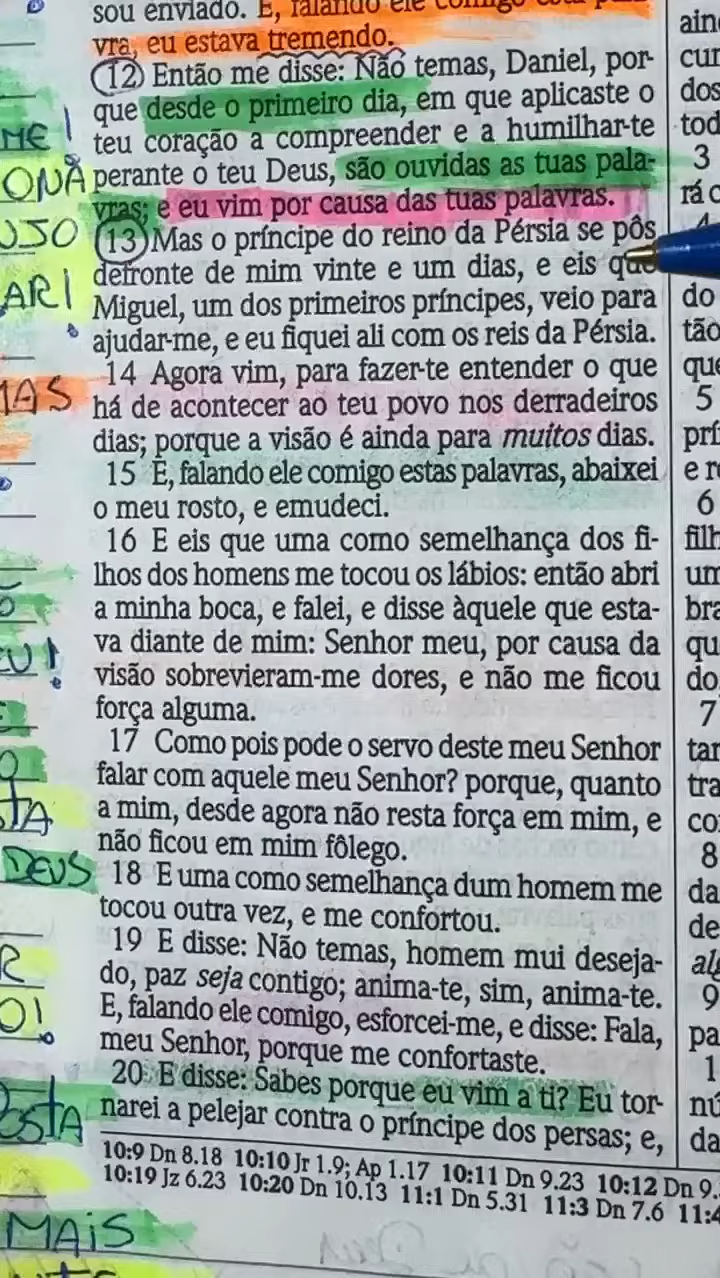 sou enviado. E, falando ele comigo esta pala-
vra, eu estava tremendo.
12 Então me disse: Não temas, Daniel, por-
que desde o primeiro dia, em que aplicaste o
teu coração a compreender e a humilhar-te
perante o teu Deus, são ouvidas as tuas pala-
vras; e eu vim por causa das tuas palavras.
13 Mas o príncipe do reino da Pérsia se pôs
defronte de mim vinte e um dias, e eis que
Miguel, um dos primeiros príncipes, veio para
ajudar-me, e eu fiquei ali com os reis da Pérsia.
14 Agora vim, para fazer-te entender o que
há de acontecer ao teu povo nos derradeiros
dias; porque a visão é ainda para muitos dias.
15 E, falando ele comigo estas palavras, abaixei
o meu rosto, e emudeci.
16 E eis que uma como semelhança dos fi-
lhos dos homens me tocou os lábios: então abri
a minha boca, e falei, e disse àquele que esta-
va diante de mim: Senhor meu, por causa da
visão sobrevieram-me dores, e não me ficou
força alguma.
17 Como pois pode o servo deste meu Senhor
falar com aquele meu Senhor? porque, quanto
a mim, desde agora não resta força em mim, e
não ficou em mim fôlego.
18 E uma como semelhança dum homem me
tocou outra vez, e me confortou.
19 E disse: Não temas, homem mui deseja-
do, paz seja contigo; anima-te, sim, anima-te.
E, falando ele comigo, esforcei-me, e disse: Fala,
meu Senhor, porque me confortaste.
20 E disse: Sabes porque eu vim a ti? Eu tor-
narei a pelejar contra o príncipe dos persas; e,
10:9 Dn 8.18 10:10 Jr 1.9; Ap 1.17 10:11 Dn 9.23 10:12 Dn 9.
10:19 Jz 6.23 10:20 Dn 10.13 11:1 Dn 5.31 11:3 Dn 7.6 11:4
DEUS
MAIS